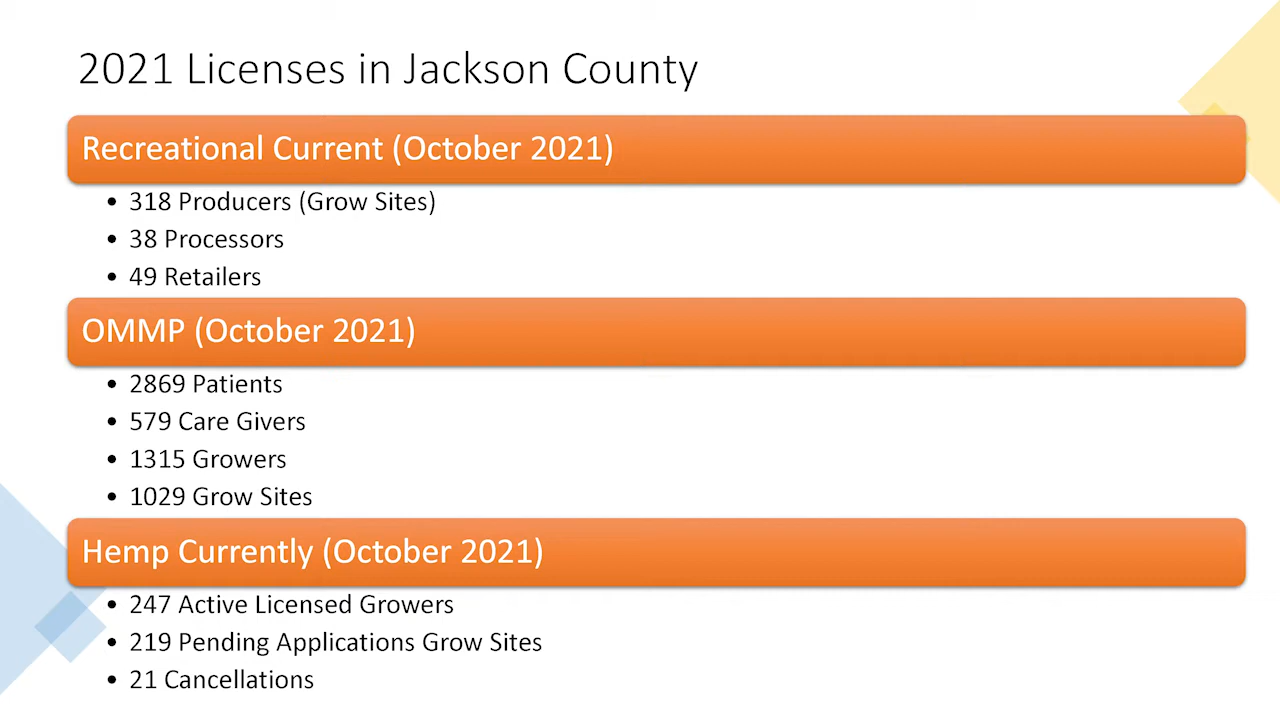 2021 Licenses in Jackson County
Recreational Current (October 2021)
• 318 Producers (Grow Sites)
• 38 Processors
• 49 Retailers
OMMP (October 2021)
• 2869 Patients
• 579 Care Givers
• 1315 Growers
• 1029 Grow Sites
Hemp Currently (October 2021)
• 247 Active Licensed Growers
• 219 Pending Applications Grow Sites
• 21 Cancellations